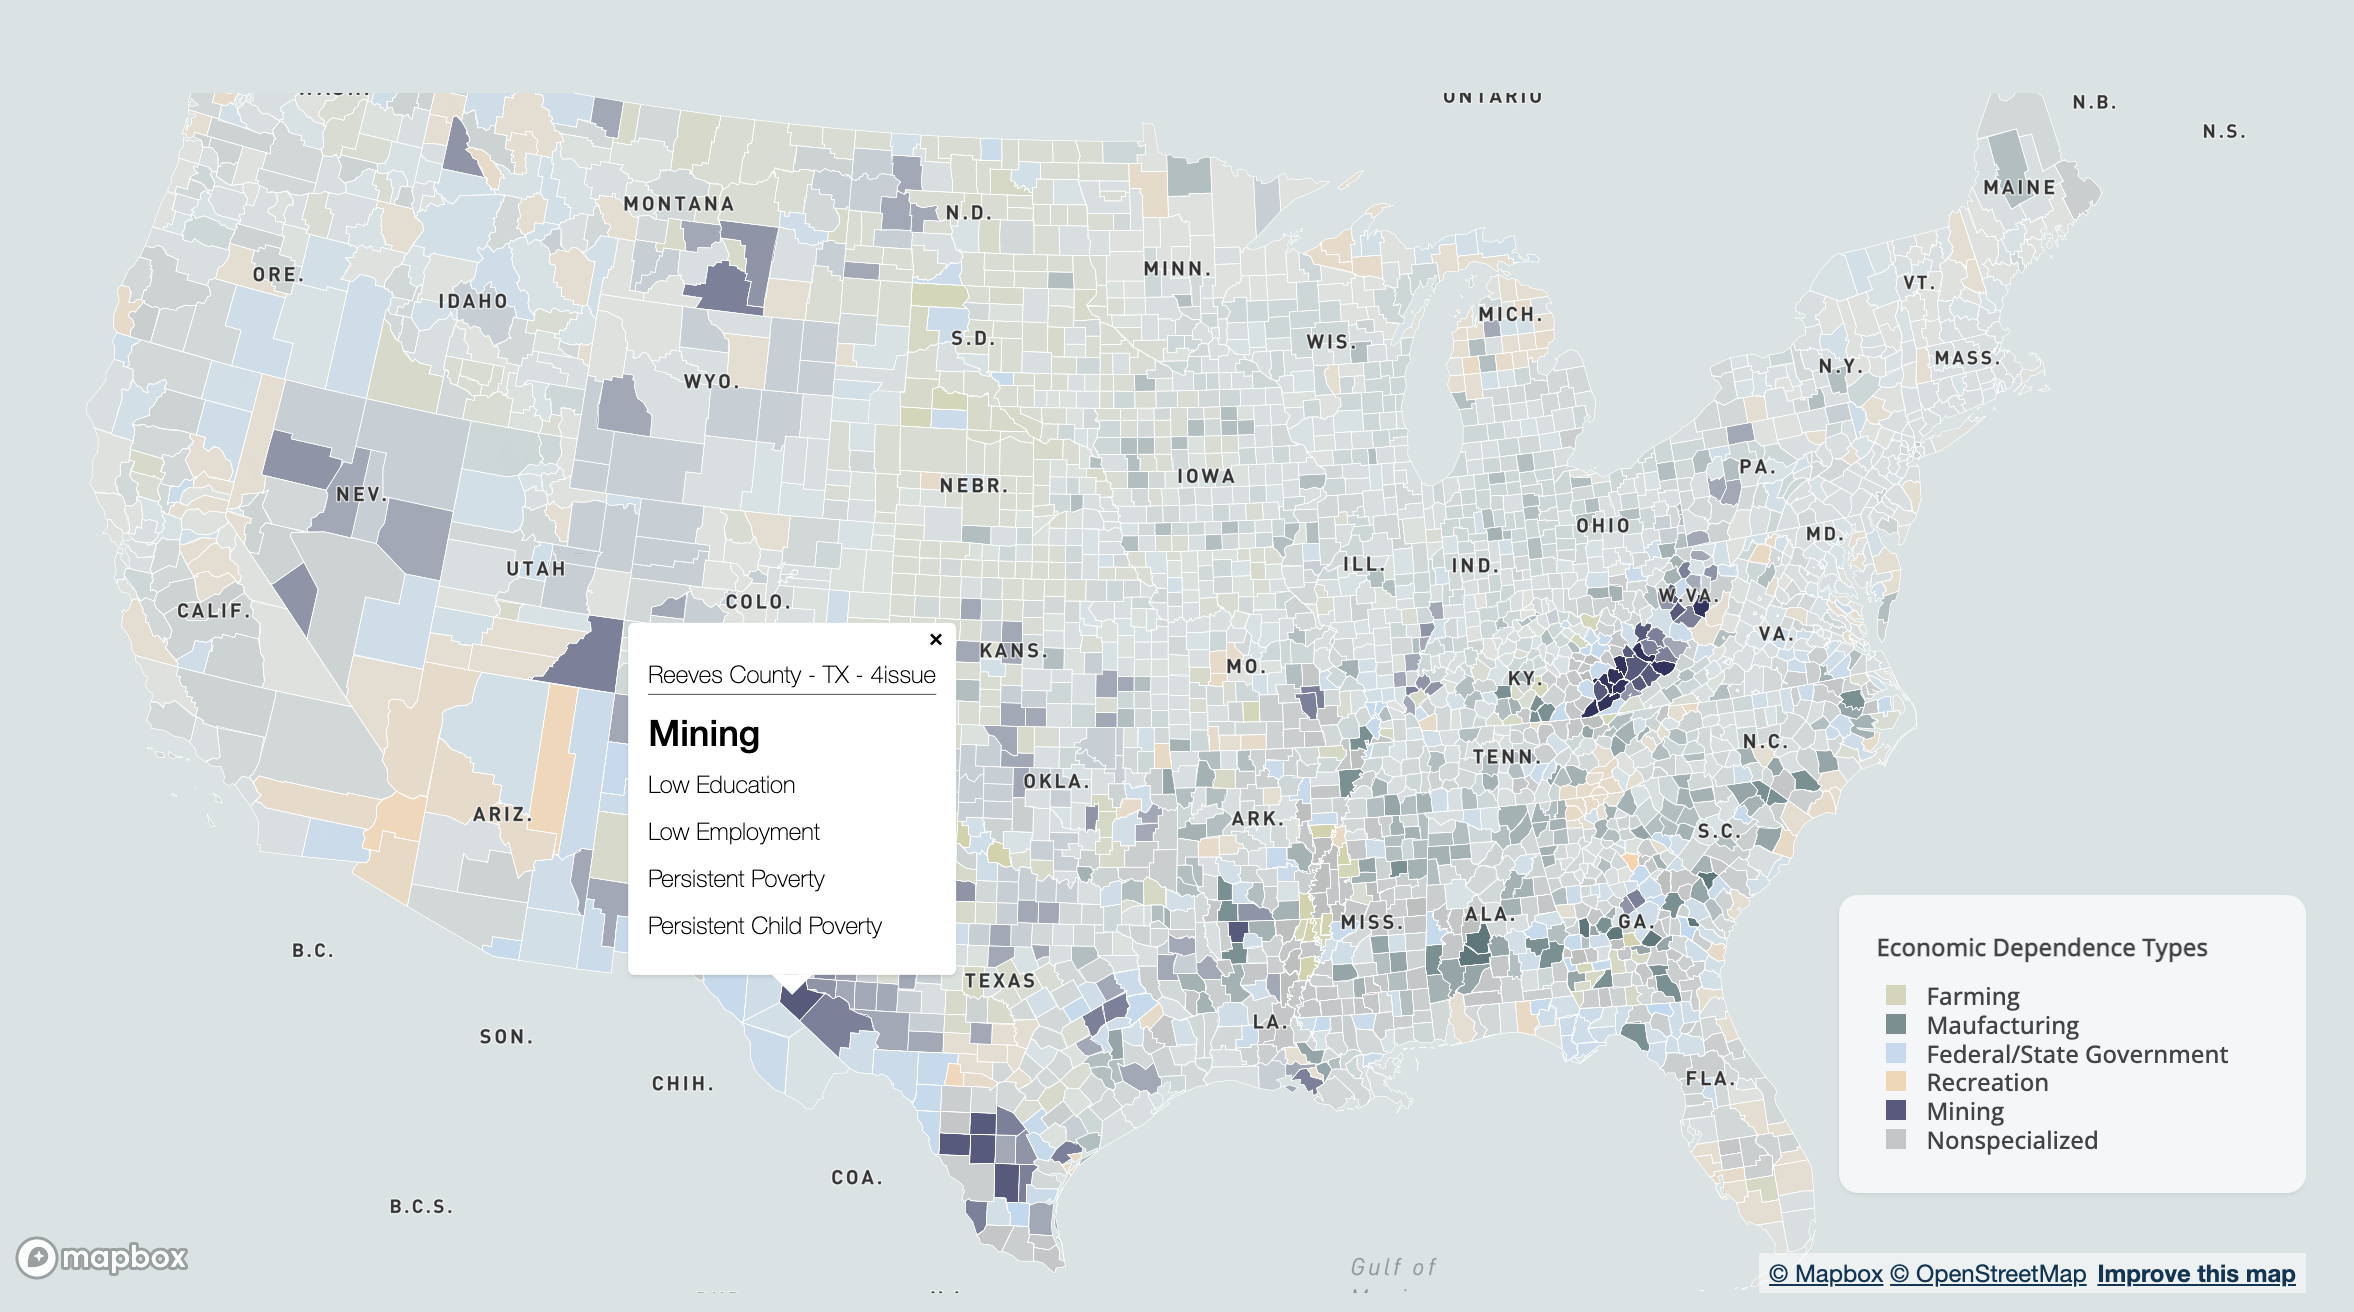 WASH.
ONTARIO
N.B.
N.S.
MAINE
MONTANA
N.D.
MINN.
ORE.
IDAHO
S.D.
WIS.
MICH.
VT.
N.Y.
MASS.
WYO.
NEV.
NEBR.
IOWA
PA.
OHIO
MD.
UTAH
COLO.
ILL.
IND.
W.VA.
CALIF.
KANS.
MO.
KY.
VA.
×
Reeves County - TX - 4issue
Mining
Low Education
Low Employment
Persistent Poverty
Persistent Child Poverty
ARIZ.
OKLA.
ARK.
TENN.
N.C.
S.C.
MISS.
ALA.
GA.
B.C.
TEXAS
LA.
SON.
CHIH.
FLA.
COA.
B.C.S.
Gulf of
Economic Dependence Types
Farming
Maufacturing
Federal/State Government
Recreation
Mining
Nonspecialized
mapbox
© Mapbox © OpenStreetMap Improve this map